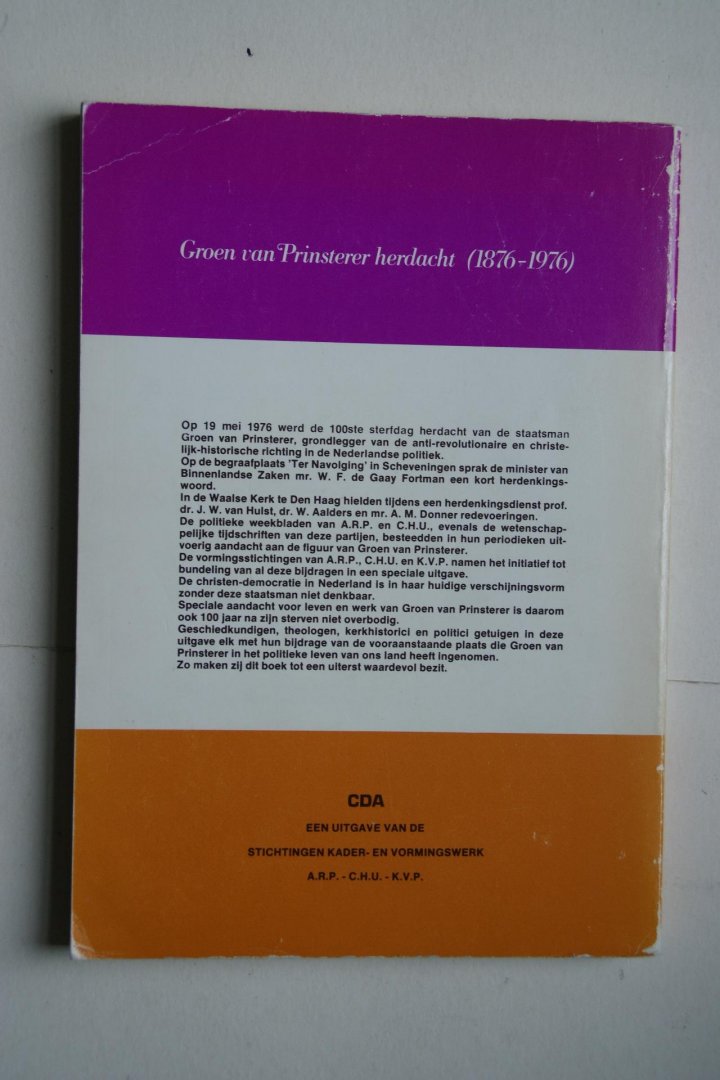 Groen van Prinsterer herdacht (1876-1976)
Op 19 mei 1976 werd de 100ste sterfdag herdacht van de staatsman
Groen van Prinsterer, grondlegger van de anti-revolutionaire en christe-
lijk-historische richting in de Nederlandse politiek.
Op de begraafplaats 'Ter Navolging' in Scheveningen sprak de minister van
Binnenlandse Zaken mr. W. F. de Gaay Fortman een kort herdenkings-
woord.
In de Waalse Kerk te Den Haag hielden tijdens een herdenkingsdienst prof.
dr. J. W. van Hulst, dr. W. Aalders en mr. A. M. Donner redevoeringen.
De politieke weekbladen van A.R.P. en C.H.U., evenals de wetenschap-
pelijke tijdschriften van deze partijen, besteedden in hun periodieken uit-
voerig aandacht aan de figuur van Groen van Prinsterer.
De vormingsstichtingen van A.R.P., C.H.U. en K.V.P. namen het initiatief tot
bundeling van al deze bijdragen in een speciale uitgave.
De christen-democratie in Nederland is in haar huidige verschijningsvorm
zonder deze staatsman niet denkbaar.
Speciale aandacht voor leven en werk van Groen van Prinsterer is daarom
ook 100 jaar na zijn sterven niet overbodig.
Geschiedkundigen, theologen, kerkhistorici en politici getuigen in deze
uitgave elk met hun bijdrage van de vooraanstaande plaats die Groen van
Prinsterer in het politieke leven van ons land heeft ingenomen.
Zo maken zij dit boek tot een uiterst waardevol bezit.
CDA
EEN UITGAVE VAN DE
STICHTINGEN KADER- EN VORMINGSWERK
A.R.P. - C.H.U. - K.V.P.